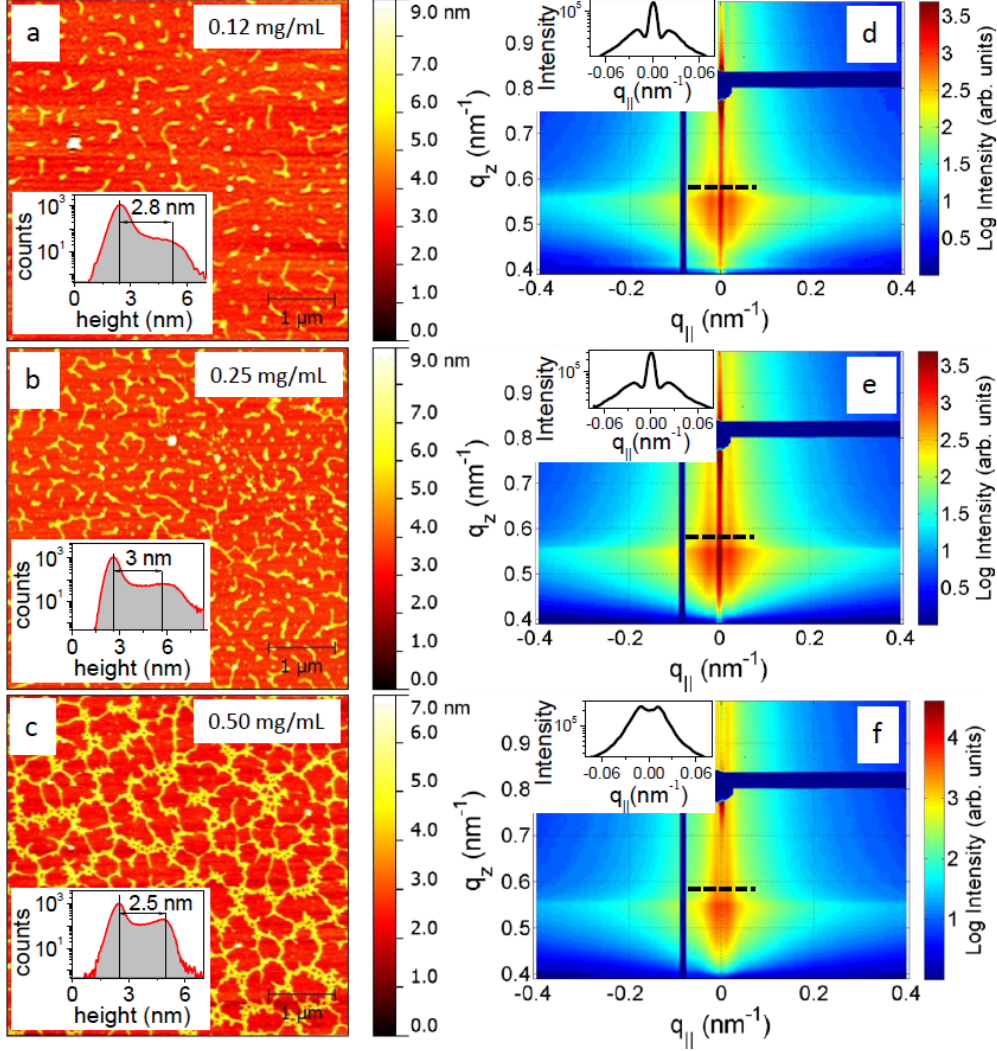 a
0.12 mg/mL
9.0 nm
8.0
7.0
6.0
5.0
4.0
3.0
2.0
1.0
0.0
counts
10³
10¹
2.8 nm
0 3 6
height (nm)
1 µm
d
Intensity
10⁵
-0.06 0.00 0.06
q||(nm⁻¹)
q_z (nm⁻¹)
0.9
0.8
0.7
0.6
0.5
0.4
-0.4 -0.2 0 0.2 0.4
q|| (nm⁻¹)
3.5
3
2.5
2
1.5
1
0.5
Log Intensity (arb. units)
b
0.25 mg/mL
9.0 nm
8.0
7.0
6.0
5.0
4.0
3.0
2.0
1.0
0.0
counts
10³
10¹
3 nm
0 3 6
height (nm)
1 µm
e
Intensity
10⁵
-0.06 0.00 0.06
q||(nm⁻¹)
q_z (nm⁻¹)
0.9
0.8
0.7
0.6
0.5
0.4
-0.4 -0.2 0 0.2 0.4
q|| (nm⁻¹)
3.5
3
2.5
2
1.5
1
0.5
Log Intensity (arb. units)
c
0.50 mg/mL
7.0 nm
6.0
5.0
4.0
3.0
2.0
1.0
0.0
counts
10³
10¹
2.5 nm
0 3 6
height (nm)
1 µm
f
Intensity
10⁵
-0.06 0.00 0.06
q||(nm⁻¹)
q_z (nm⁻¹)
0.9
0.8
0.7
0.6
0.5
0.4
-0.4 -0.2 0 0.2 0.4
q|| (nm⁻¹)
4
3
2
1
Log Intensity (arb. units)